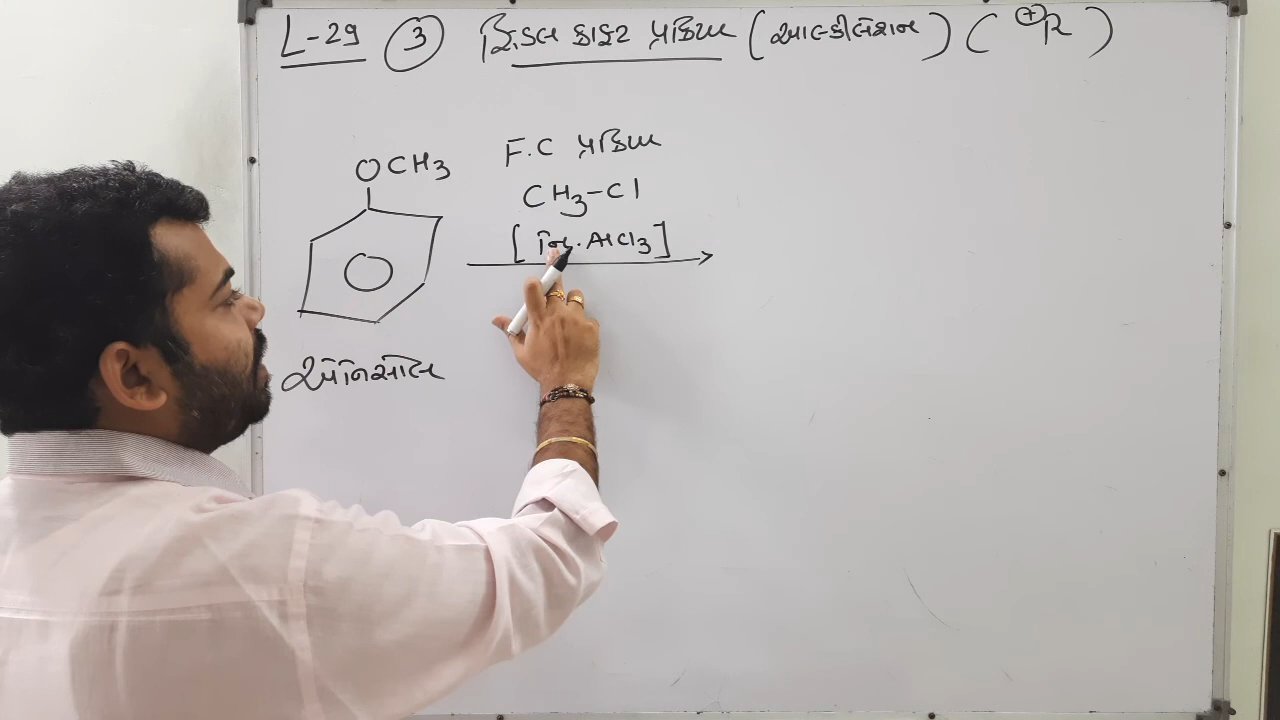 L-29 ③ ફ્રિડલ ક્રાફ્ટ પ્રક્રિયા (આલ્કીલેશન) (⊕R)
OCH3
F.C પ્રક્રિયા
CH3-Cl
[નિ. AlCl3]
એનિસોલ